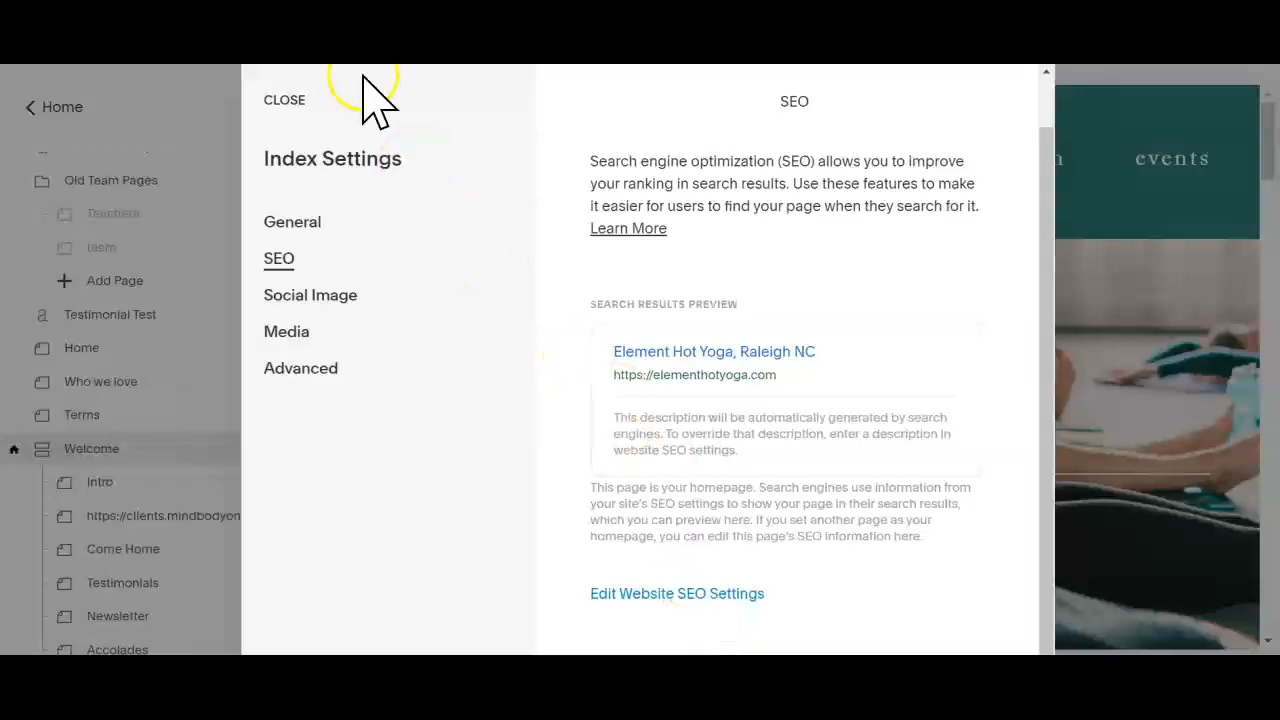 Home
Old Team Pages
Teachers
Team
Add Page
Testimonial Test
Home
Who we love
Terms
Welcome
Intro
https://clients.mindbodyon
Come Home
Testimonials
Newsletter
Accolades
CLOSE
Index Settings
General
SEO
Social Image
Media
Advanced
SEO
Search engine optimization (SEO) allows you to improve
your ranking in search results. Use these features to make
it easier for users to find your page when they search for it.
Learn More
SEARCH RESULTS PREVIEW
Element Hot Yoga, Raleigh NC
https://elementhotyoga.com
This description will be automatically generated by search
engines. To override that description, enter a description in
website SEO settings.
This page is your homepage. Search engines use information from
your site's SEO settings to show your page in their search results,
which you can preview here. If you set another page as your
homepage, you can edit this page's SEO information here.
Edit Website SEO Settings
events